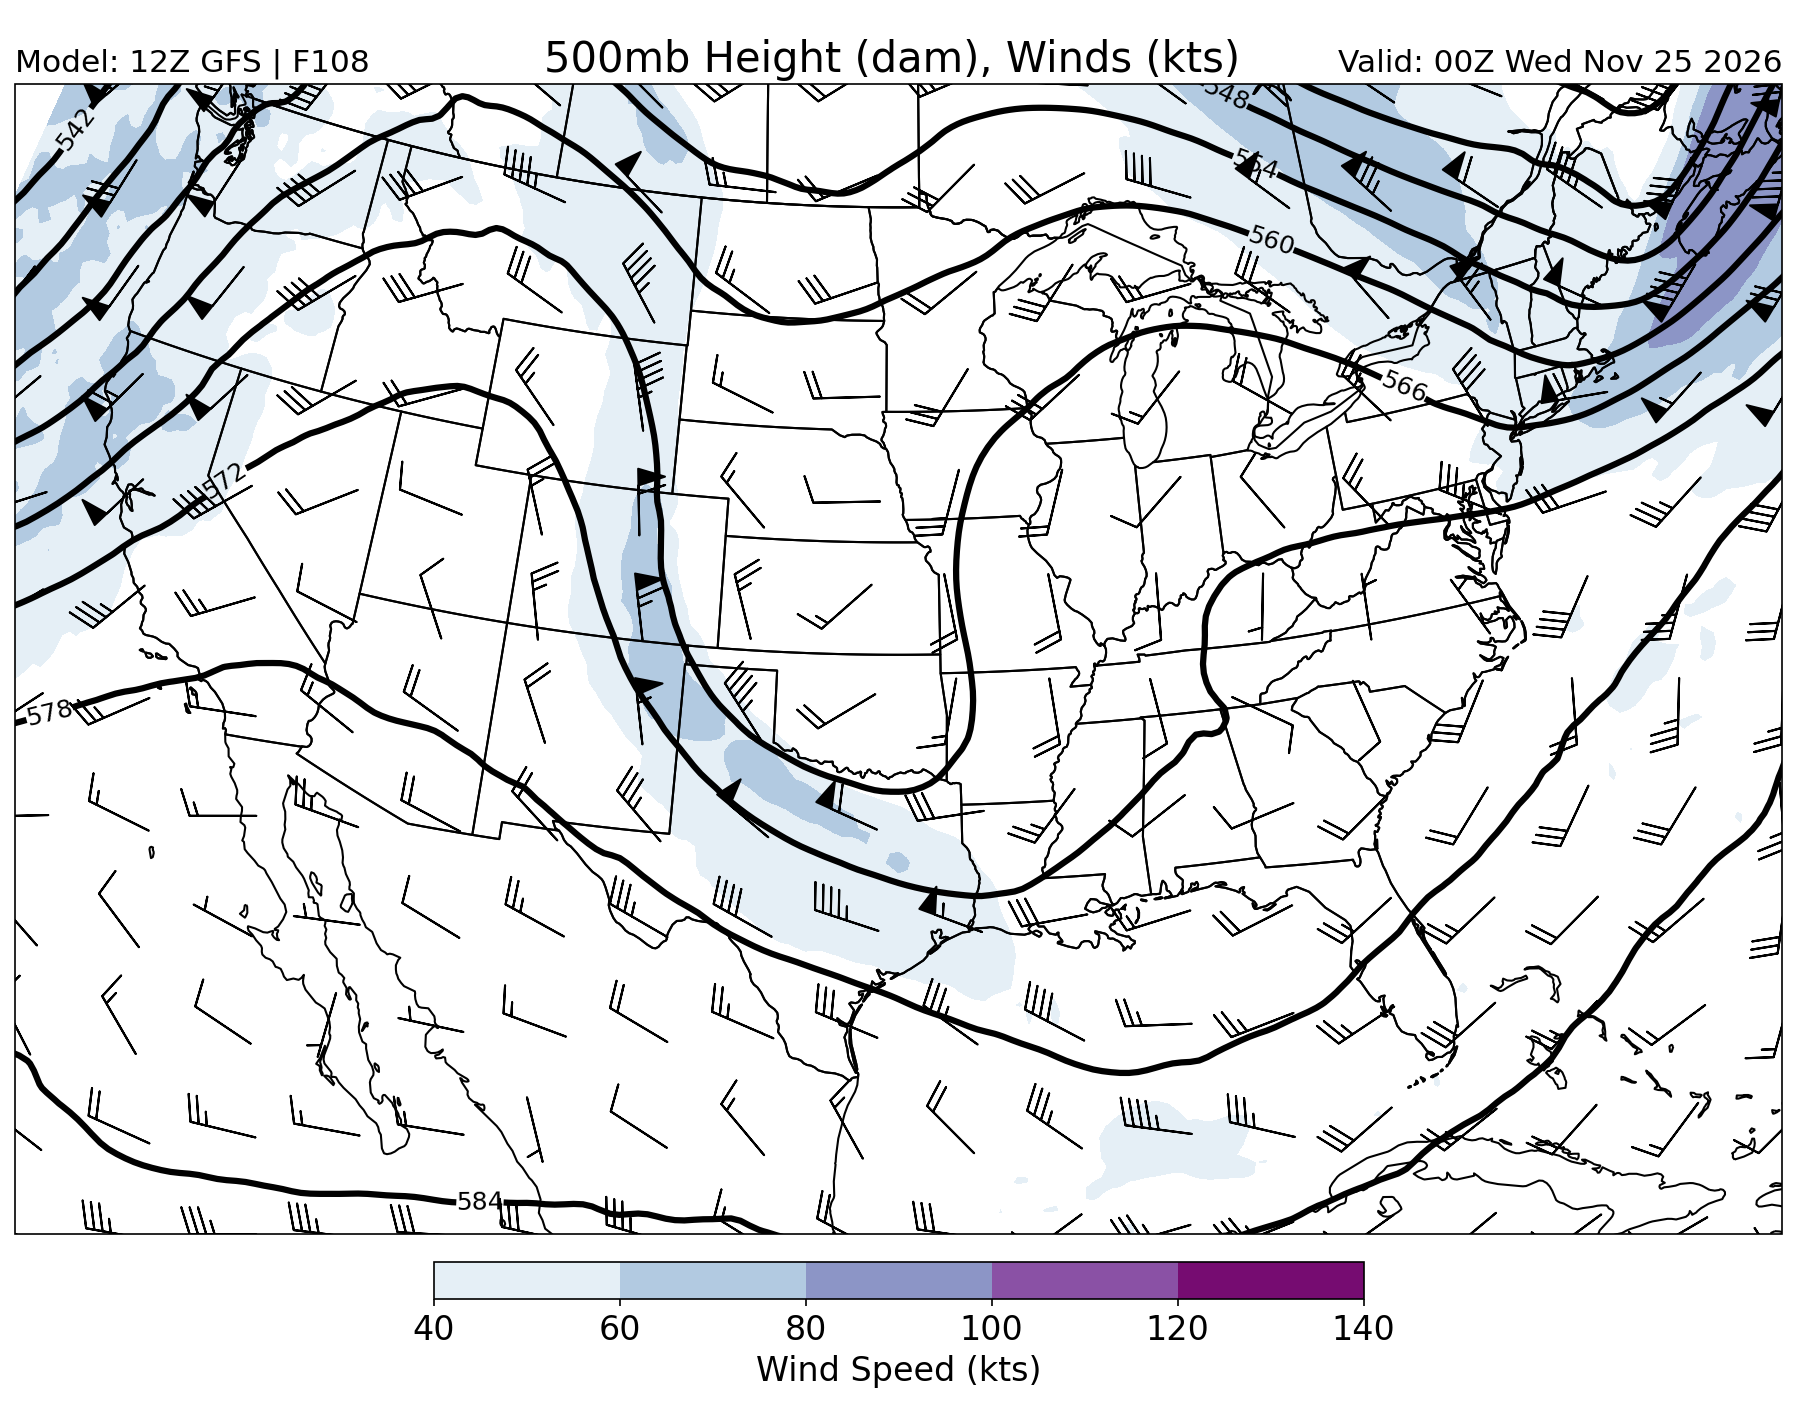 Model: 12Z GFS | F108
500mb Height (dam), Winds (kts)
Valid: 00Z Wed Nov 25 2026
542
548
554
560
566
572
578
584
40 60 80 100 120 140
Wind Speed (kts)